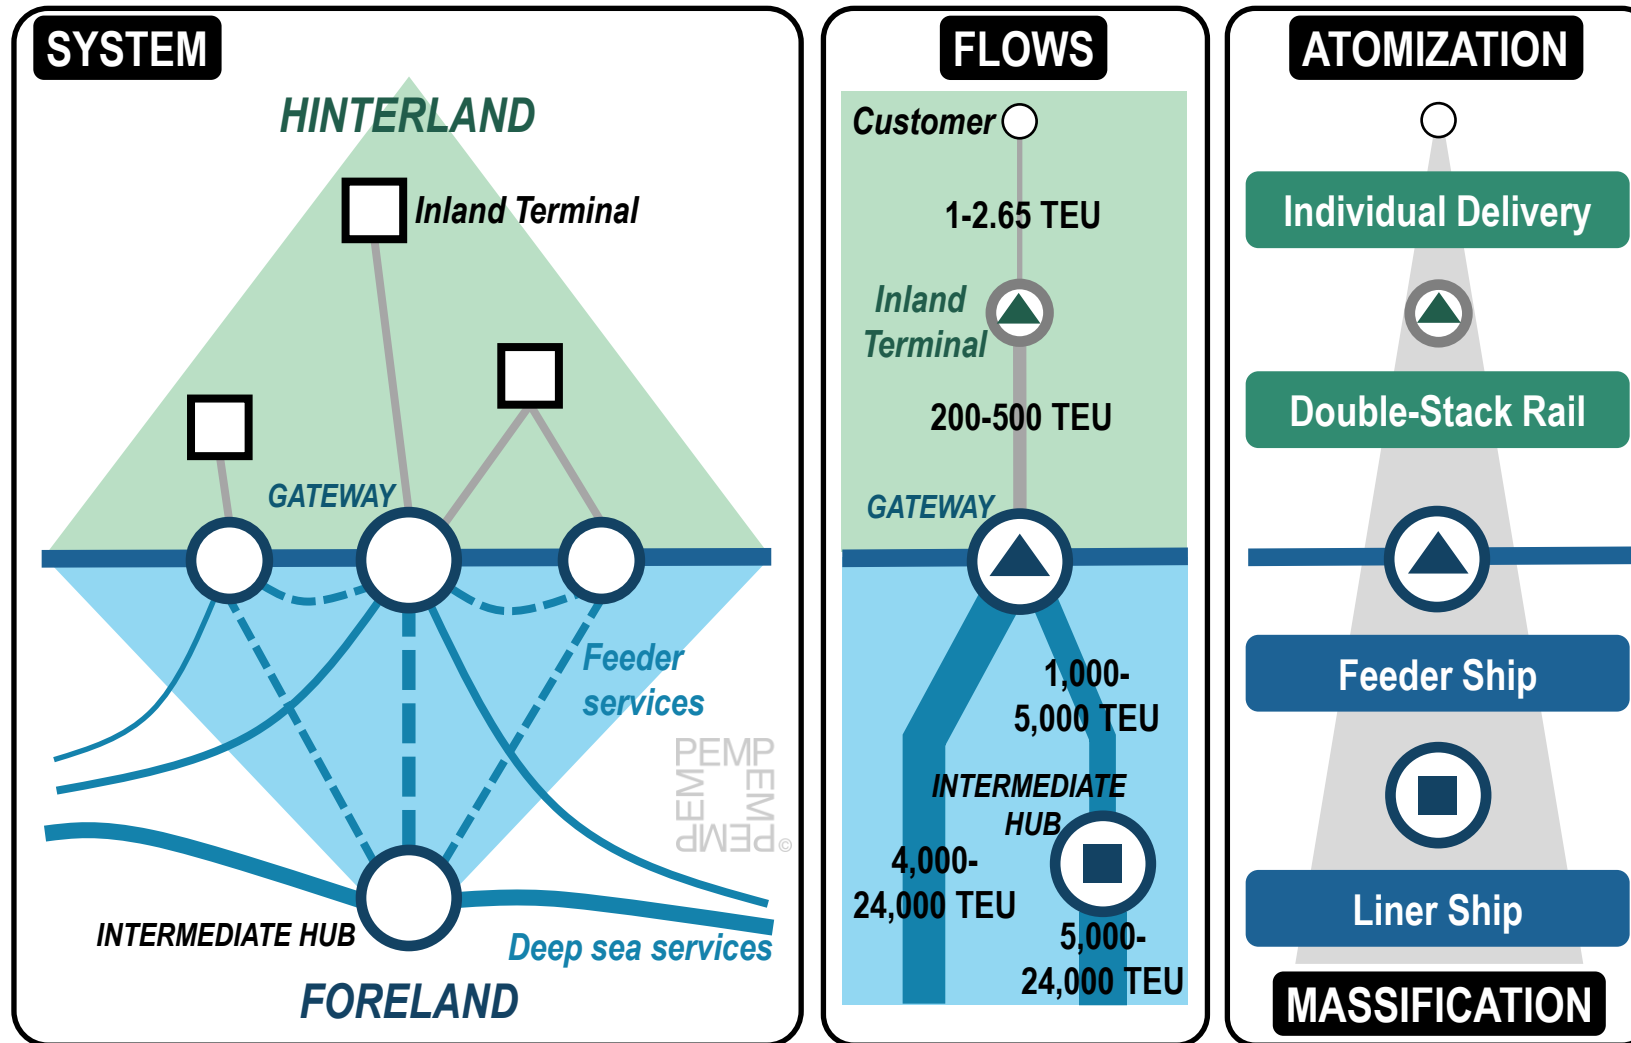 SYSTEM
HINTERLAND
Inland Terminal
GATEWAY
Feeder
services
PEMP
PEMP
PEMP
PEMP
©
INTERMEDIATE HUB
Deep sea services
FORELAND
FLOWS
Customer
1-2.65 TEU
Inland
Terminal
200-500 TEU
GATEWAY
1,000-
5,000 TEU
INTERMEDIATE
HUB
4,000-
24,000 TEU
5,000-
24,000 TEU
ATOMIZATION
Individual Delivery
Double-Stack Rail
Feeder Ship
Liner Ship
MASSIFICATION